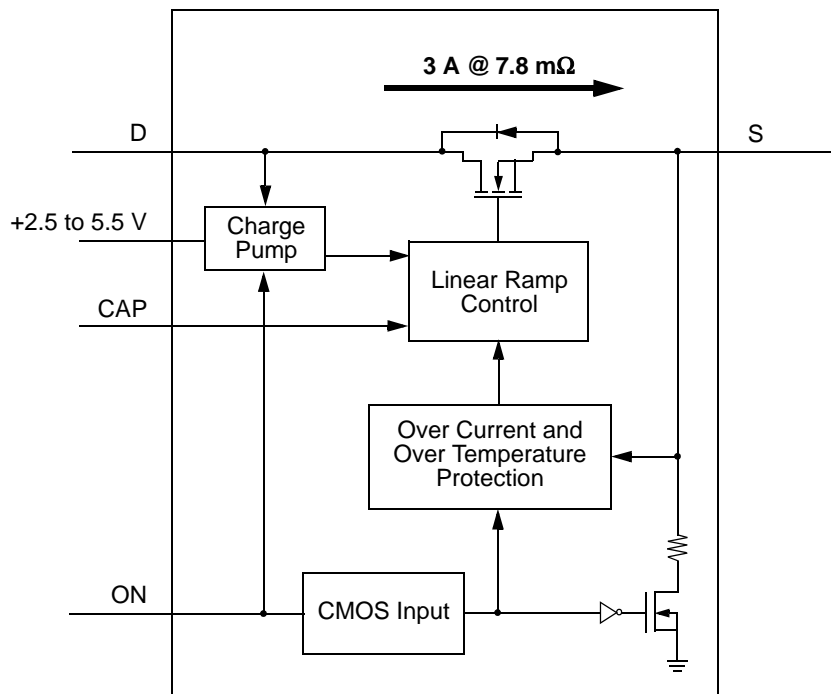 3 A @ 7.8 mΩ
D
S
+2.5 to 5.5 V
Charge
Pump
Linear Ramp
Control
CAP
Over Current and
Over Temperature
Protection
ON
CMOS Input